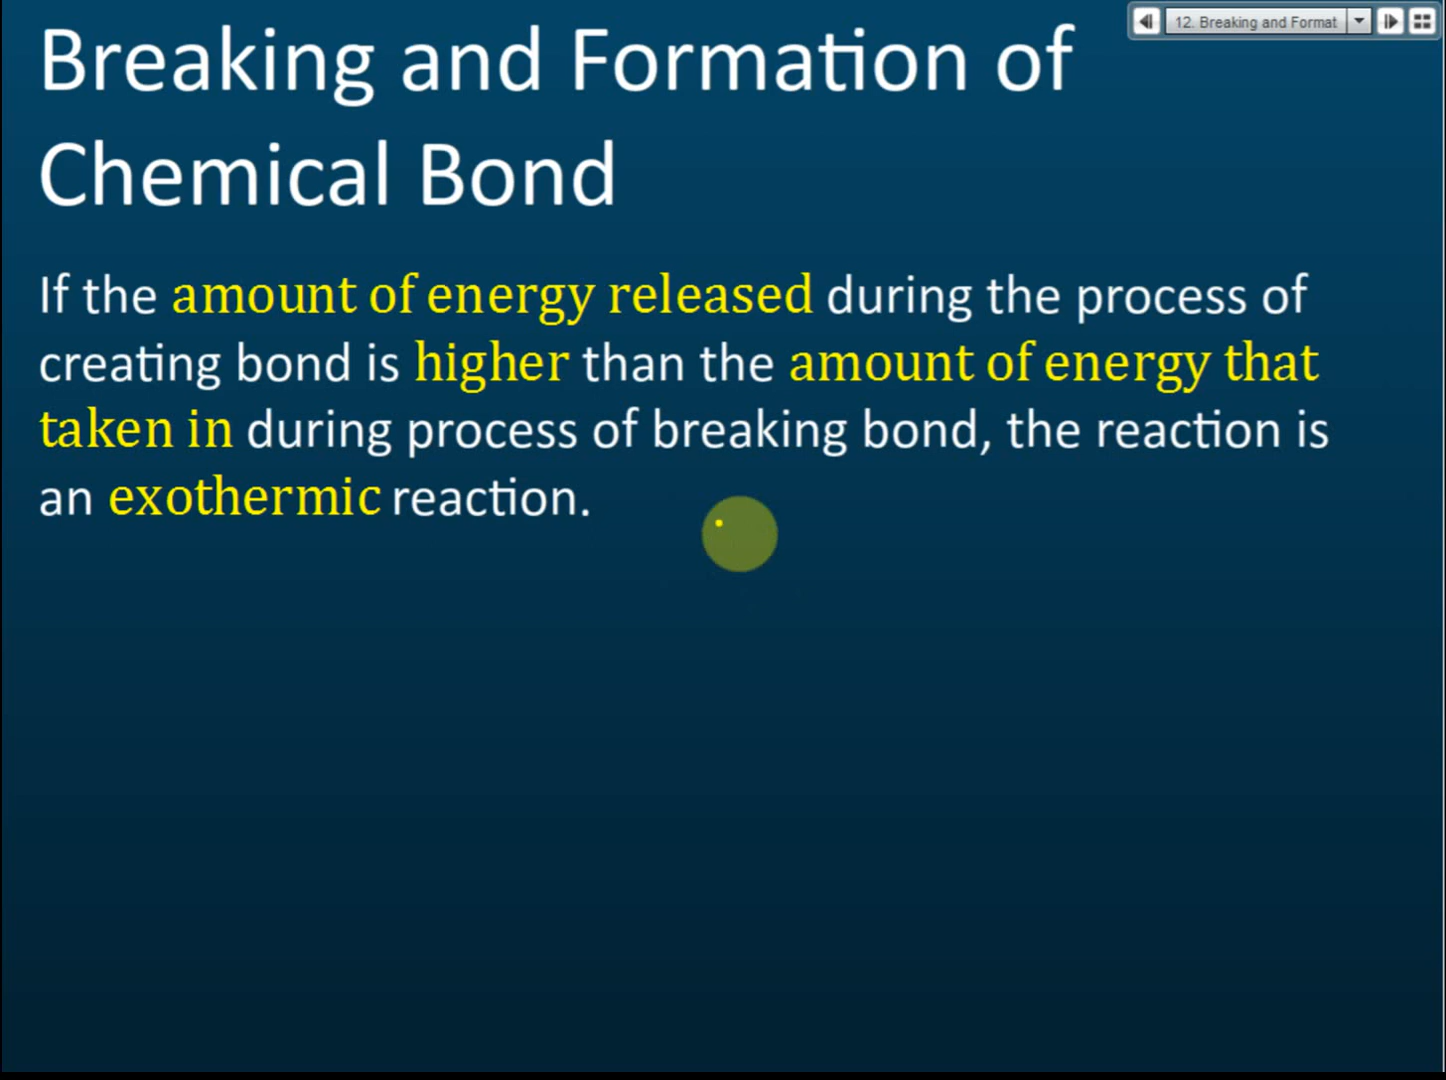 12. Breaking and Format
Breaking and Formation of
Chemical Bond
If the amount of energy released during the process of
creating bond is higher than the amount of energy that
taken in during process of breaking bond, the reaction is
an exothermic reaction.